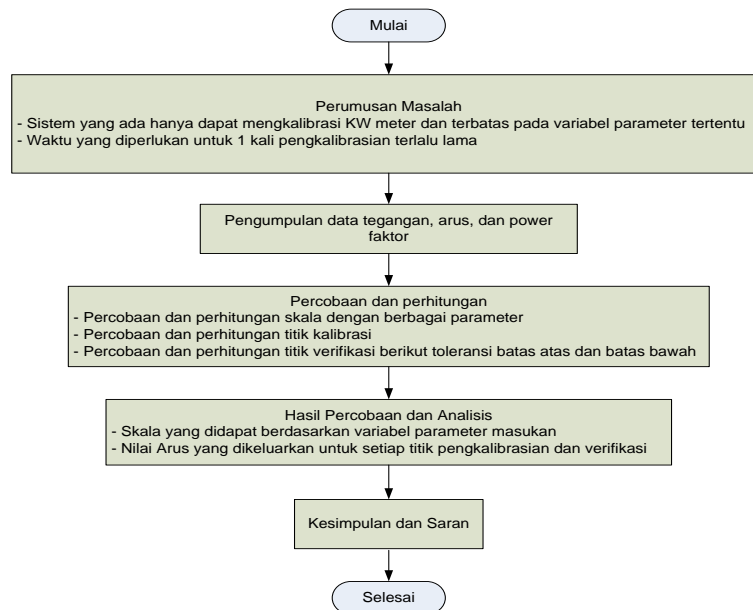 Mulai
Perumusan Masalah
- Sistem yang ada hanya dapat mengkalibrasi KW meter dan terbatas pada variabel parameter tertentu
- Waktu yang diperlukan untuk 1 kali pengkalibrasian terlalu lama
Pengumpulan data tegangan, arus, dan power
faktor
Percobaan dan perhitungan
- Percobaan dan perhitungan skala dengan berbagai parameter
- Percobaan dan perhitungan titik kalibrasi
- Percobaan dan perhitungan titik verifikasi berikut toleransi batas atas dan batas bawah
Hasil Percobaan dan Analisis
- Skala yang didapat berdasarkan variabel parameter masukan
- Nilai Arus yang dikeluarkan untuk setiap titik pengkalibrasian dan verifikasi
Kesimpulan dan Saran
Selesai